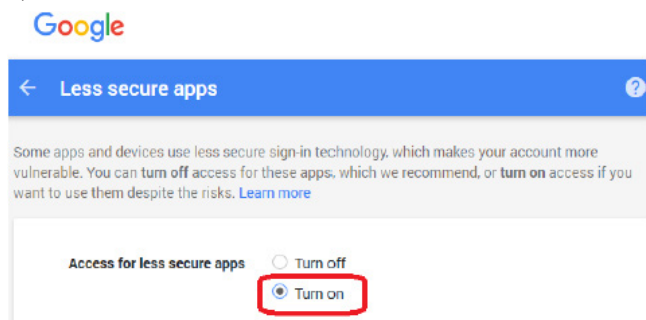 Google
Less secure apps
Some apps and devices use less secure sign-in technology, which makes your account more
vulnerable. You can turn off access for these apps, which we recommend, or turn on access if you
want to use them despite the risks. Learn more
Access for less secure apps
Turn off
Turn on